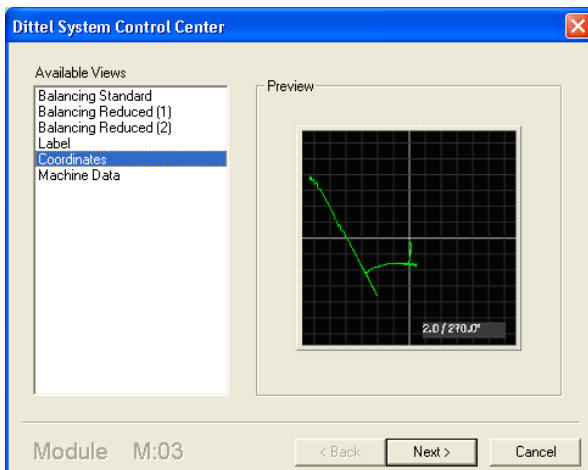 Dittel System Control Center
Available Views
Balancing Standard
Balancing Reduced (1)
Balancing Reduced (2)
Label
Coordinates
Machine Data
Preview
2.0 / 270.0°
Module M:03
< Back
Next >
Cancel